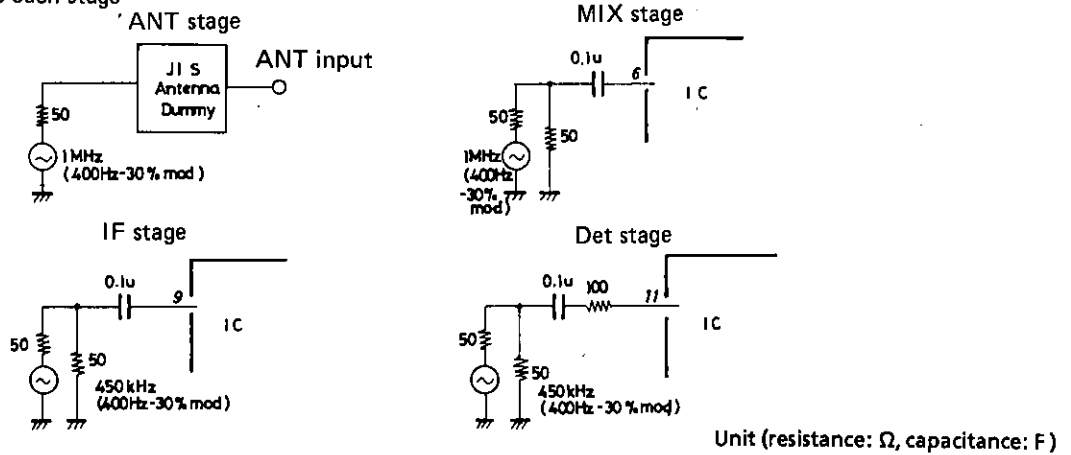 each stage
ANT stage
JIS
Antenna
Dummy
ANT input
50
1MHz
(400Hz-30% mod)
MIX stage
0.1u
6
IC
50
50
1MHz
(400Hz
-30%
mod)
IF stage
0.1u
9
IC
50
50
450kHz
(400Hz-30% mod)
Det stage
0.1u
100
11
IC
50
50
450kHz
(400Hz-30% mod)
Unit (resistance: Ω, capacitance: F)